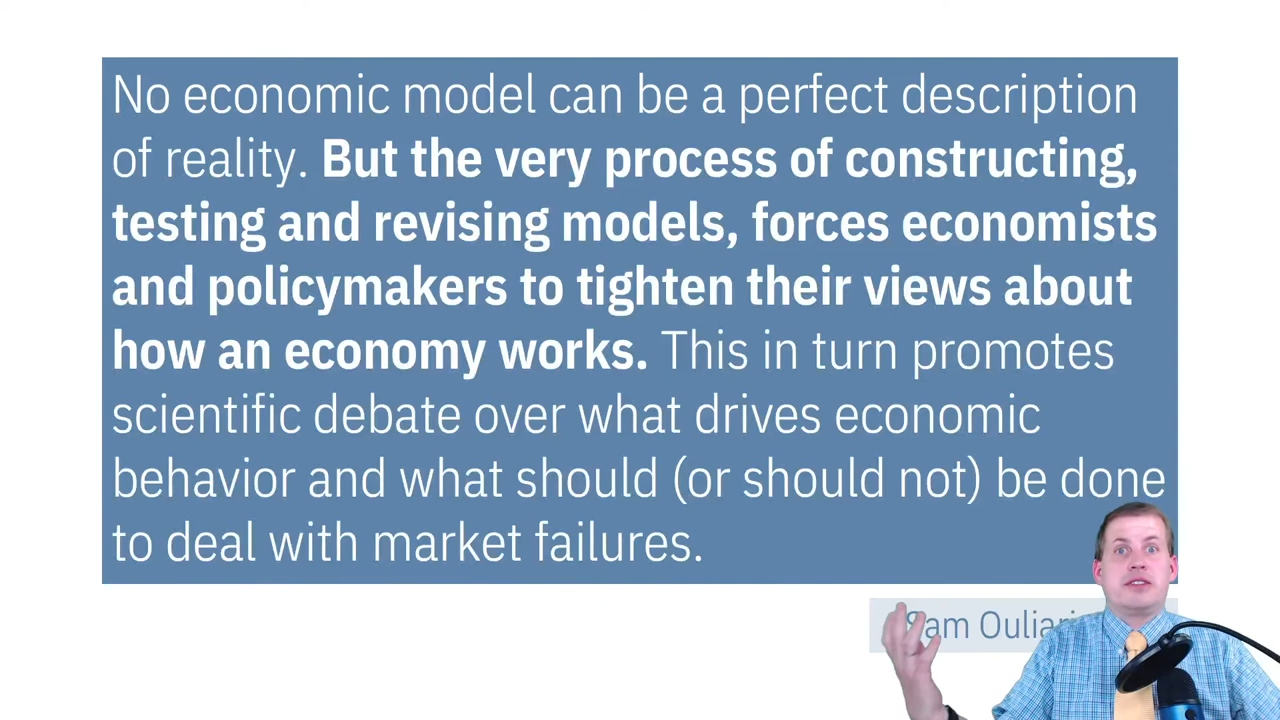 No economic model can be a perfect description
of reality. But the very process of constructing,
testing and revising models, forces economists
and policymakers to tighten their views about
how an economy works. This in turn promotes
scientific debate over what drives economic
behavior and what should (or should not) be done
to deal with market failures.
Sam